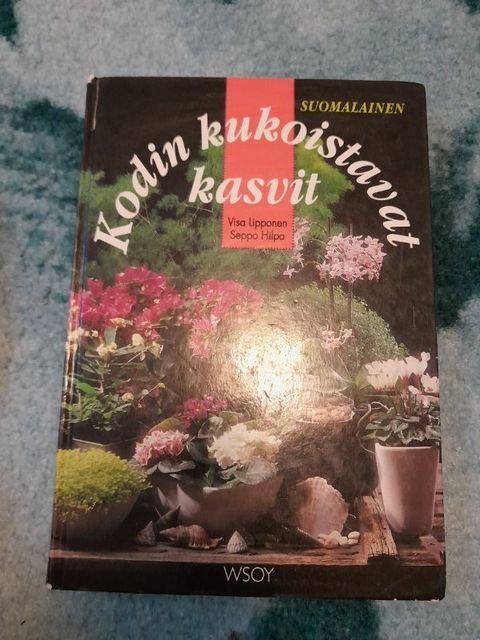 SUOMALAINEN
Kodin kukoistavat
kasvit
Visa Lipponen
Seppo Hilpo
WSOY